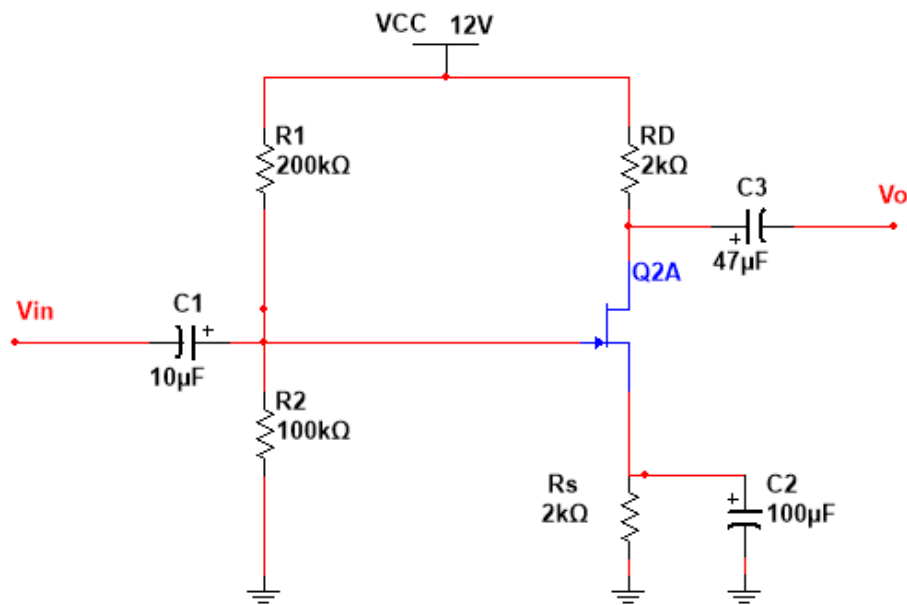 VCC 12V
R1
200kΩ
RD
2kΩ
C3
47µF
Vo
Q2A
Vin
C1
+
10µF
R2
100kΩ
+
Rs
2kΩ
+
C2
100µF